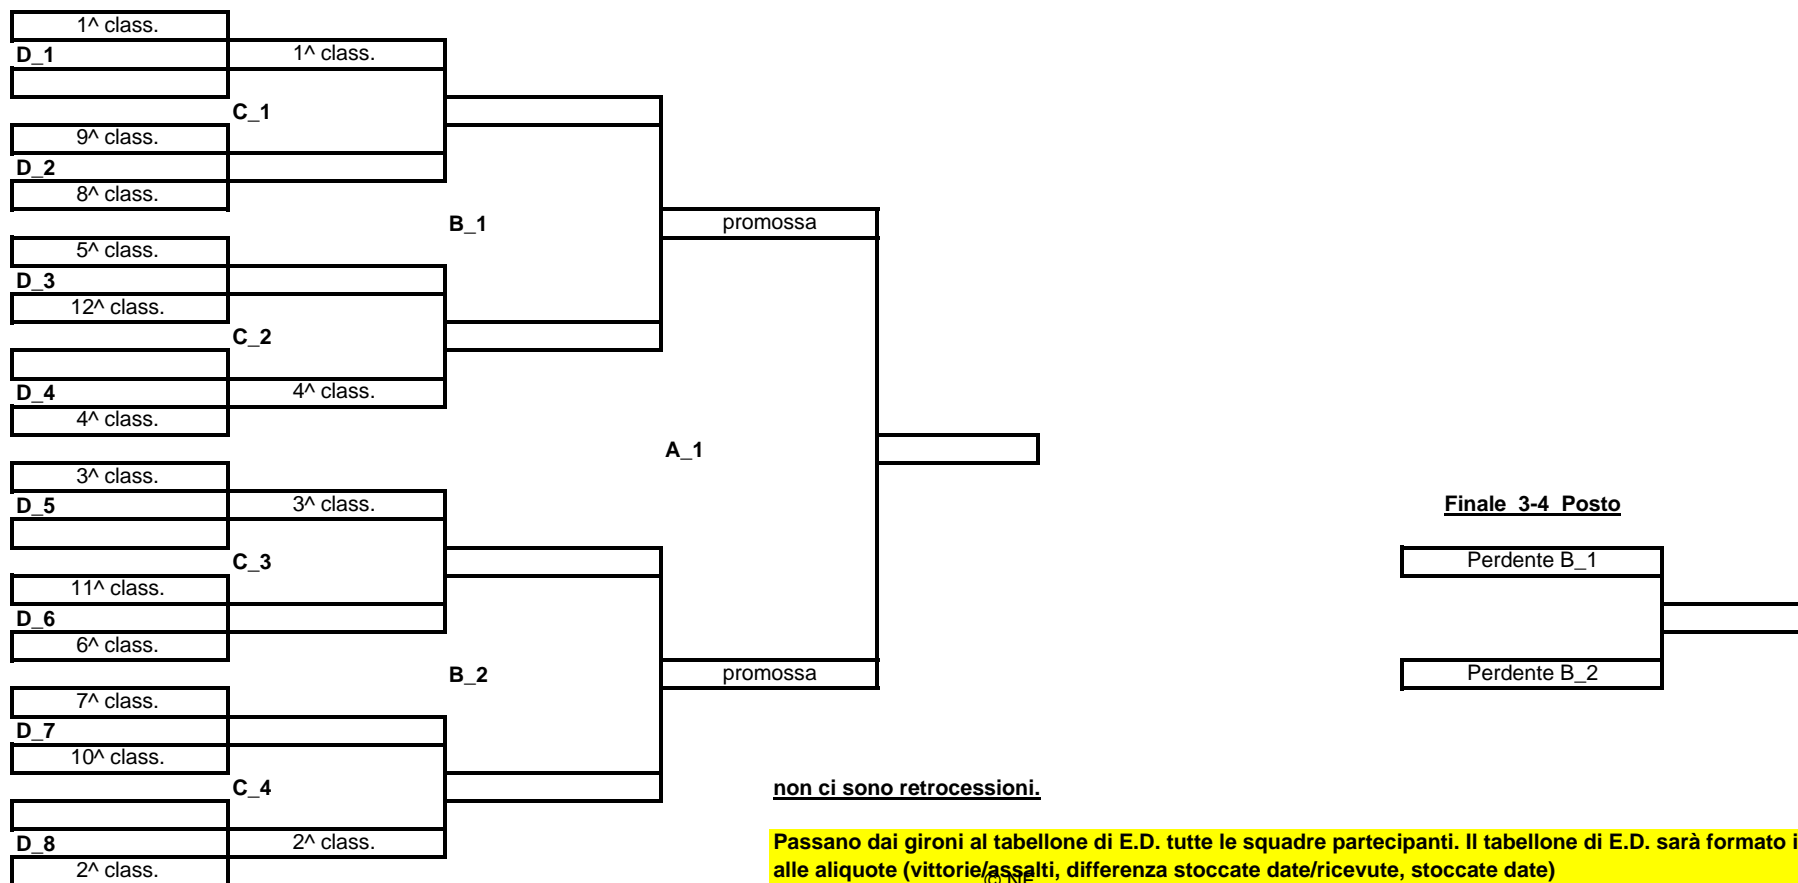 1^ class.
D_1
1^ class.
C_1
9^ class.
D_2
8^ class.
B_1
promossa
5^ class.
D_3
12^ class.
C_2
D_4
4^ class.
4^ class.
A_1
3^ class.
D_5
3^ class.
Finale 3-4 Posto
C_3
Perdente B_1
11^ class.
D_6
6^ class.
B_2
promossa
Perdente B_2
7^ class.
D_7
10^ class.
C_4
non ci sono retrocessioni.
D_8
2^ class.
2^ class.
Passano dai gironi al tabellone di E.D. tutte le squadre partecipanti. Il tabellone di E.D. sarà formato i
alle aliquote (vittorie/assalti, differenza stoccate date/ricevute, stoccate date)